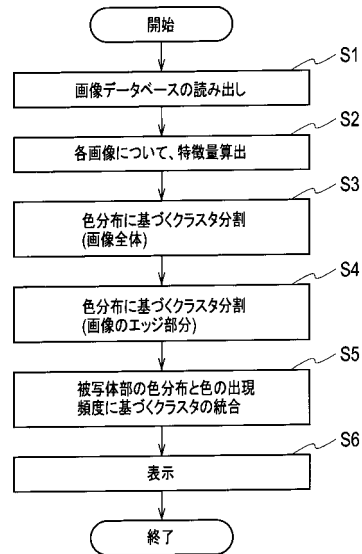 開始
S1
画像データベースの読み出し
S2
各画像について、特徴量算出
S3
色分布に基づくクラスタ分割
(画像全体)
S4
色分布に基づくクラスタ分割
(画像のエッジ部分)
S5
被写体部の色分布と色の出現
頻度に基づくクラスタの統合
S6
表示
終了